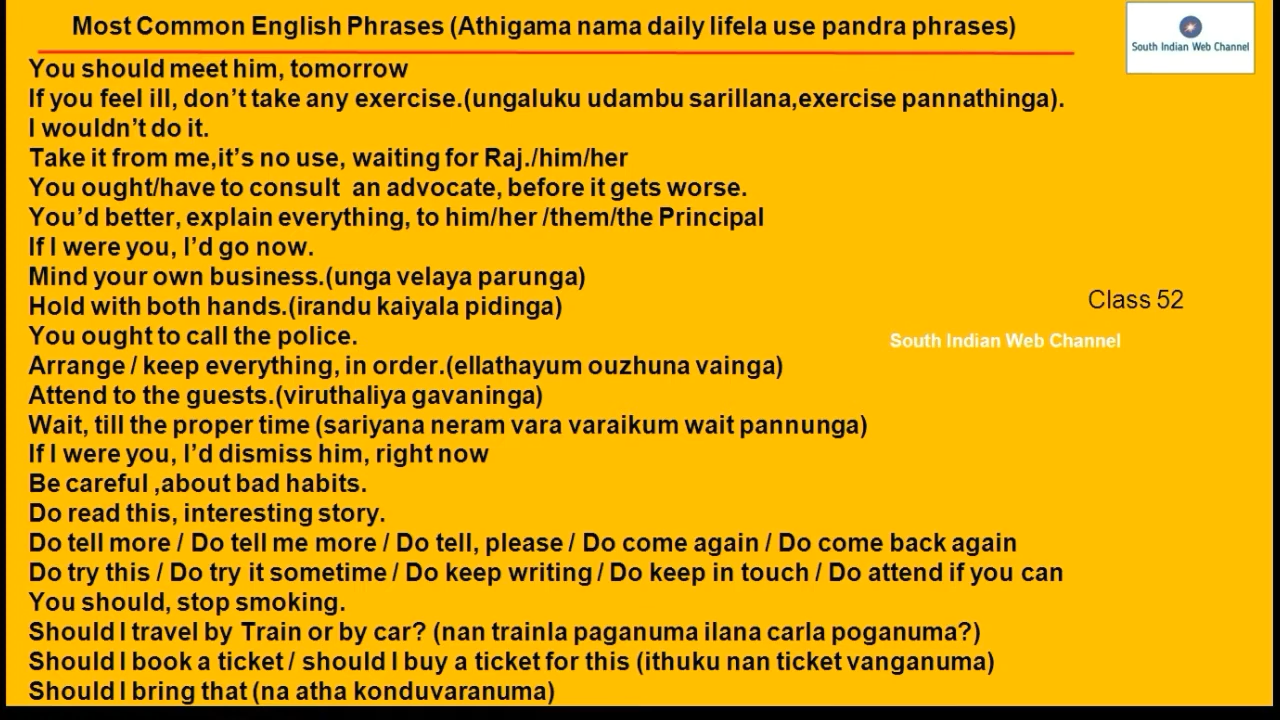 Most Common English Phrases (Athigama nama daily lifela use pandra phrases)
South Indian Web Channel
You should meet him, tomorrow
If you feel ill, don’t take any exercise.(ungaluku udambu sarillana,exercise pannathinga).
I wouldn’t do it.
Take it from me,it’s no use, waiting for Raj./him/her
You ought/have to consult  an advocate, before it gets worse.
You’d better, explain everything, to him/her /them/the Principal
If I were you, I’d go now.
Mind your own business.(unga velaya parunga)
Hold with both hands.(irandu kaiyala pidinga)
Class 52
You ought to call the police.
South Indian Web Channel
Arrange / keep everything, in order.(ellathayum ouzhuna vainga)
Attend to the guests.(viruthaliya gavaninga)
Wait, till the proper time (sariyana neram vara varaikum wait pannunga)
If I were you, I’d dismiss him, right now
Be careful ,about bad habits.
Do read this, interesting story.
Do tell more / Do tell me more / Do tell, please / Do come again / Do come back again
Do try this / Do try it sometime / Do keep writing / Do keep in touch / Do attend if you can
You should, stop smoking.
Should I travel by Train or by car? (nan trainla paganuma ilana carla poganuma?)
Should I book a ticket / should I buy a ticket for this (ithuku nan ticket vanganuma)
Should I bring that (na atha konduvaranuma)